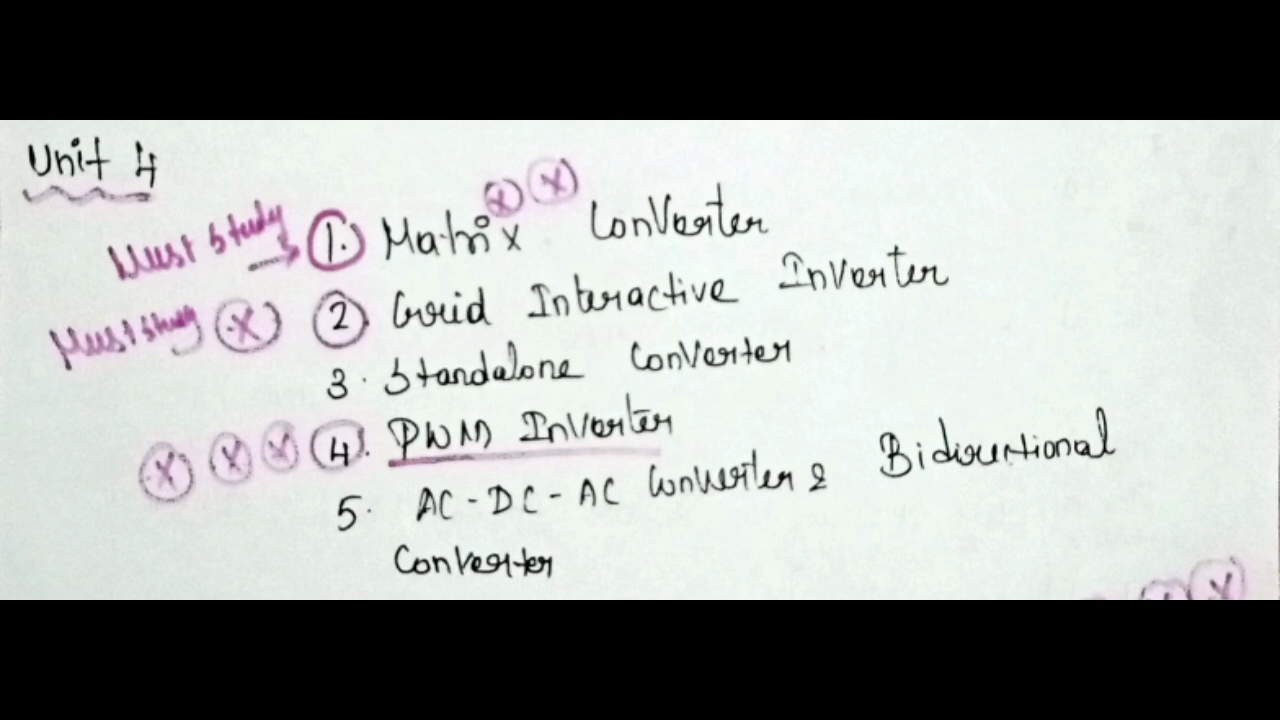 Unit 4
Must Study → 1. Matrix Converter
Must Study 2 Grid Interactive Inverter
3. Standalone Converter
4. PWM Inverter
5. AC-DC-AC Converter & Bidirectional
Converter